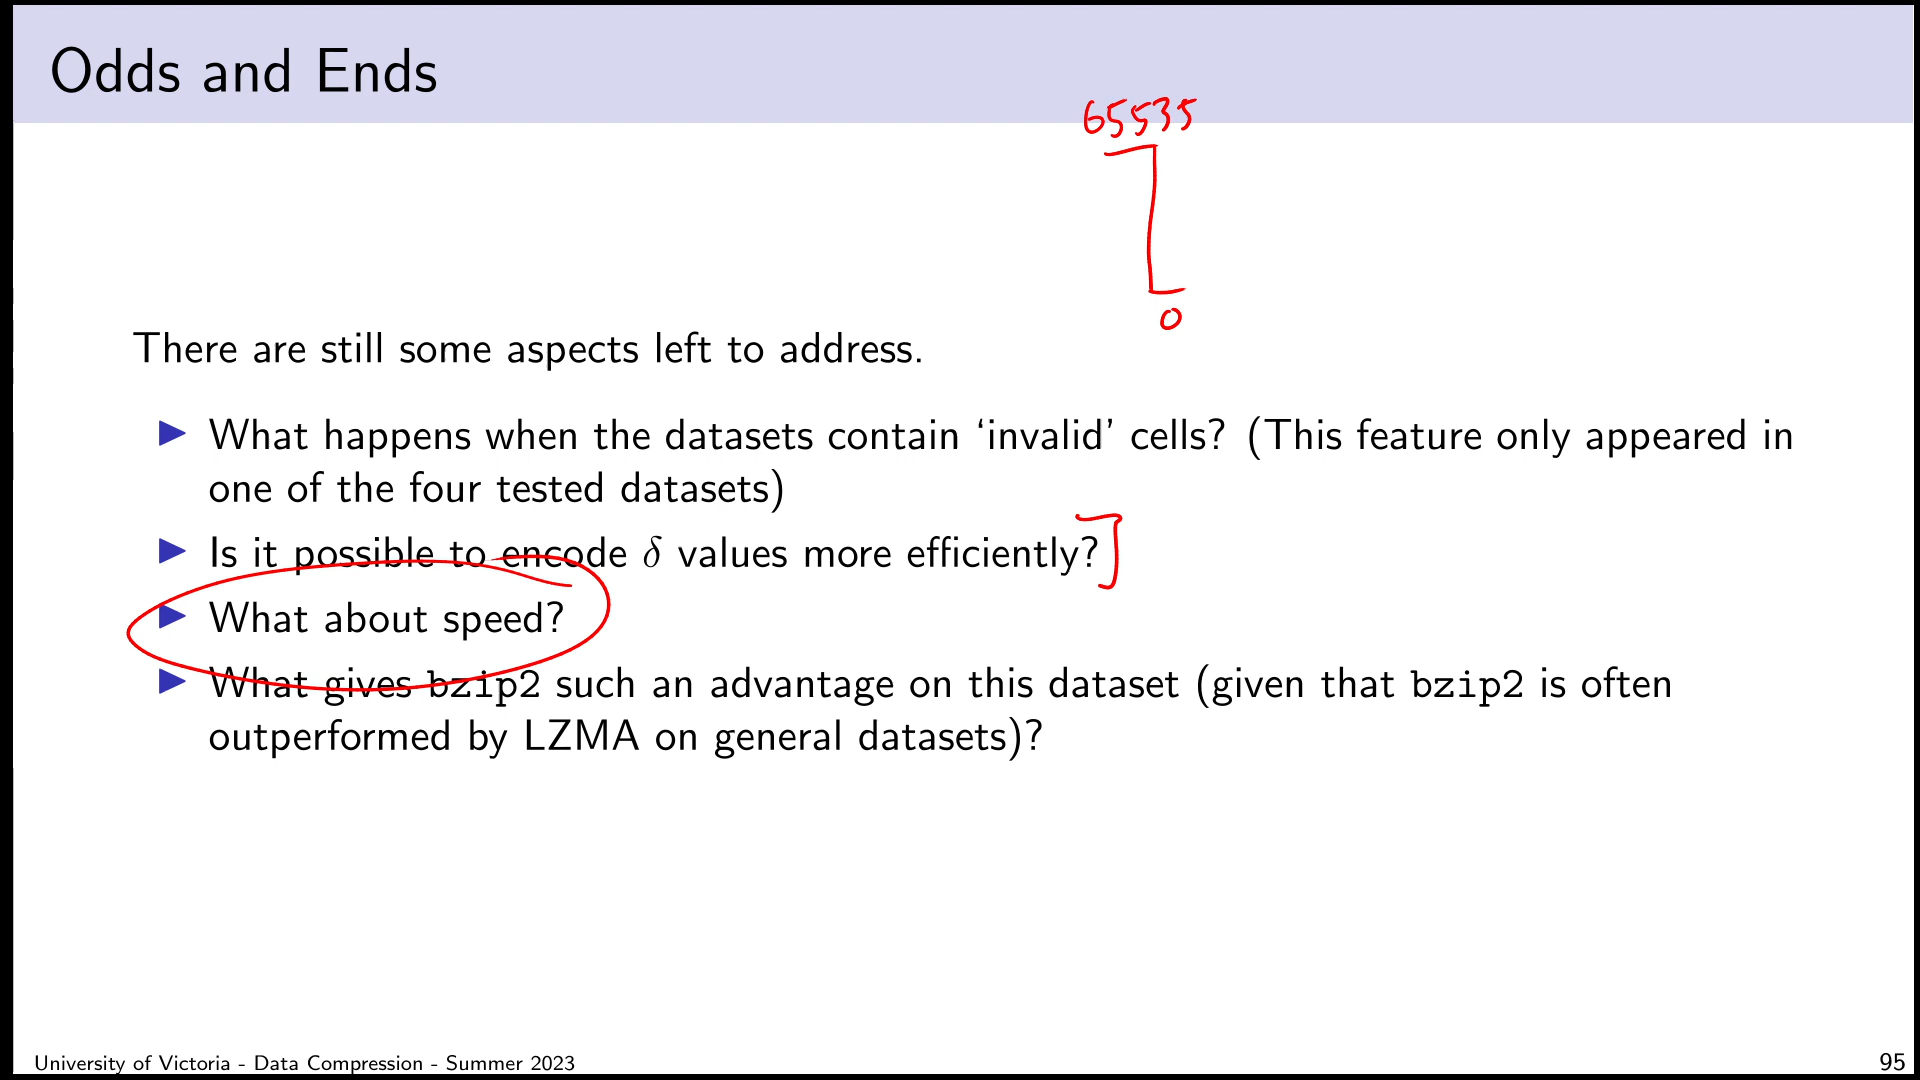 Odds and Ends
65535
0
There are still some aspects left to address.
What happens when the datasets contain ‘invalid’ cells? (This feature only appeared in
one of the four tested datasets)
Is it possible to encode δ values more efficiently?
What about speed?
What gives bzip2 such an advantage on this dataset (given that bzip2 is often
outperformed by LZMA on general datasets)?
University of Victoria - Data Compression - Summer 2023
95